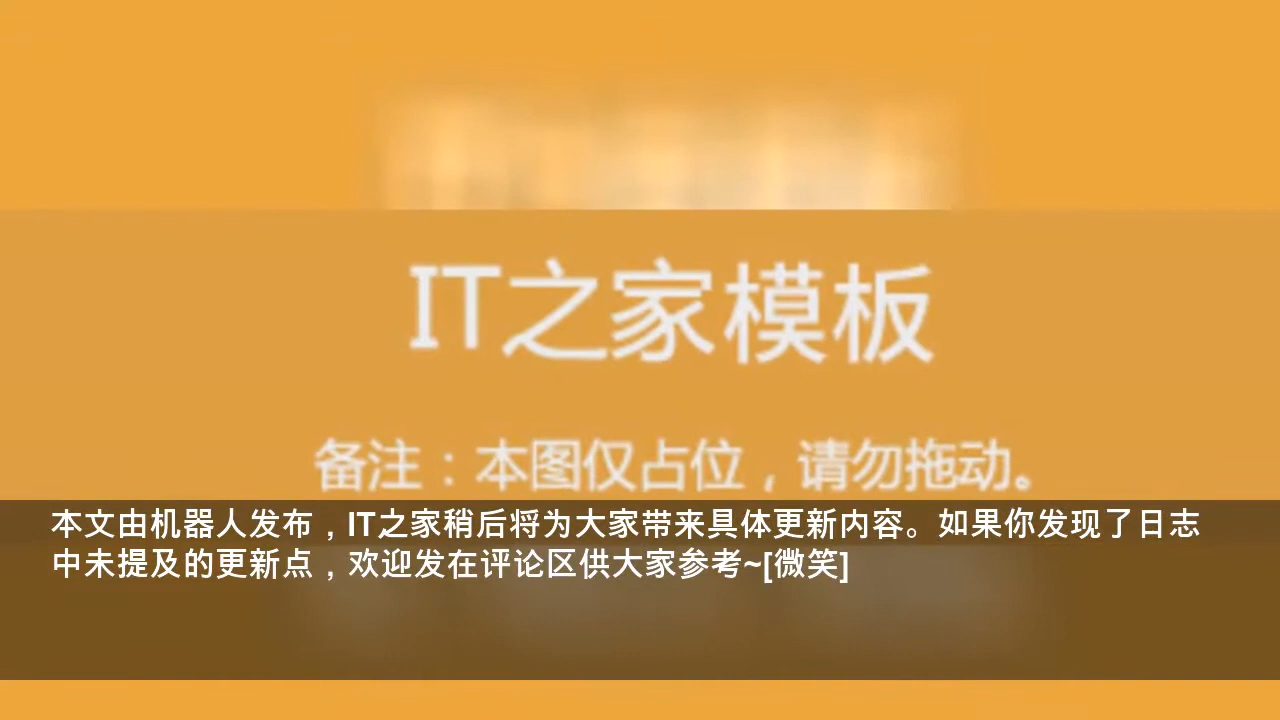 IT之家模板
备注：本图仅占位，请勿拖动。
本文由机器人发布，IT之家稍后将为大家带来具体更新内容。如果你发现了日志
中未提及的更新点，欢迎发在评论区供大家参考~[微笑]